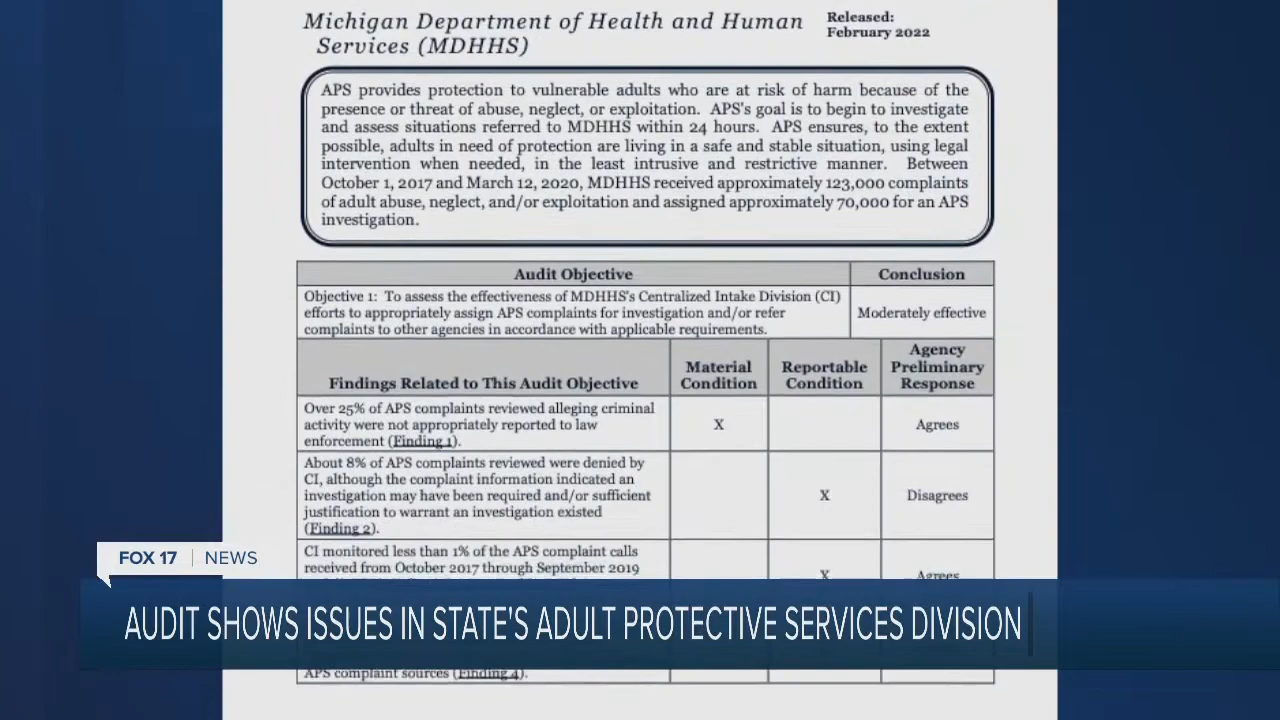 Michigan Department of Health and Human
Services (MDHHS)
Released:
February 2022
APS provides protection to vulnerable adults who are at risk of harm because of the
presence or threat of abuse, neglect, or exploitation. APS's goal is to begin to investigate
and assess situations referred to MDHHS within 24 hours. APS ensures, to the extent
possible, adults in need of protection are living in a safe and stable situation, using legal
intervention when needed, in the least intrusive and restrictive manner. Between
October 1, 2017 and March 12, 2020, MDHHS received approximately 123,000 complaints
of adult abuse, neglect, and/or exploitation and assigned approximately 70,000 for an APS
investigation.
Audit Objective
Conclusion
Objective 1: To assess the effectiveness of MDHHS's Centralized Intake Division (CI)
efforts to appropriately assign APS complaints for investigation and/or refer
complaints to other agencies in accordance with applicable requirements.
Moderately effective
Findings Related to This Audit Objective
Material
Condition
Reportable
Condition
Agency
Preliminary
Response
Over 25% of APS complaints reviewed alleging criminal
activity were not appropriately reported to law
enforcement (Finding 1).
X
Agrees
About 8% of APS complaints reviewed were denied by
CI, although the complaint information indicated an
investigation may have been required and/or sufficient
justification to warrant an investigation existed
(Finding 2).
X
Disagrees
CI monitored less than 1% of the APS complaint calls
received from October 2017 through September 2019
X
Agrees
FOX 17 NEWS
AUDIT SHOWS ISSUES IN STATE'S ADULT PROTECTIVE SERVICES DIVISION
APS complaint sources (Finding 4).